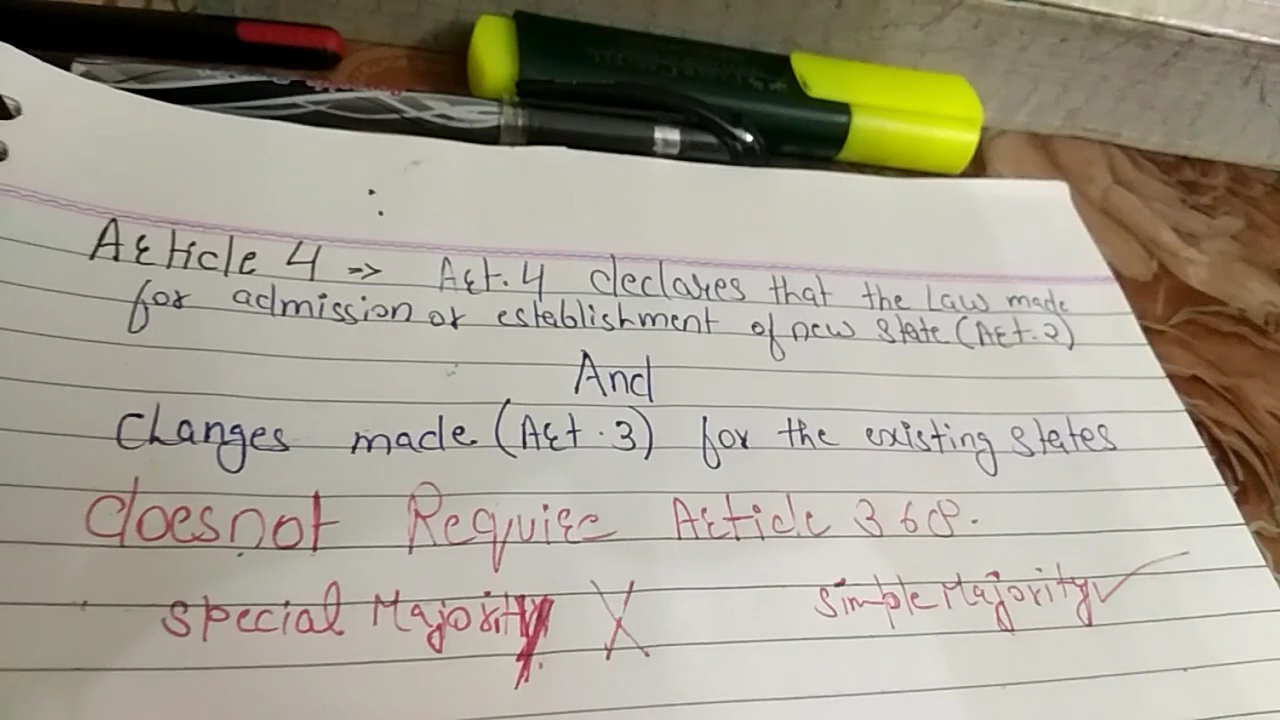 Article 4 => Art.4 declares that the Law made
for admission or establishment of new state (Art.2)
And
Changes made (Art.3) for the existing states
does not Require Article 368.
Special Majority X Simple Majority ✓